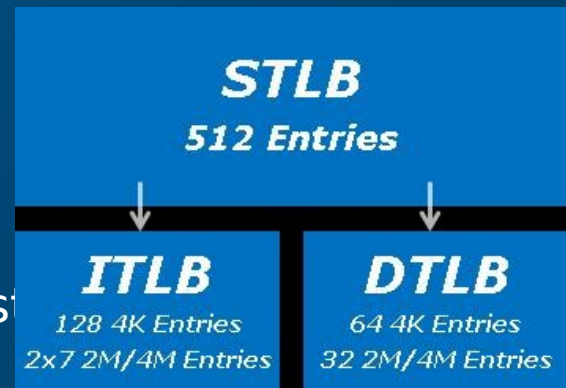 STLB
512 Entries
ITLB
128 4K Entries
2x7 2M/4M Entries
DTLB
64 4K Entries
32 2M/4M Entries